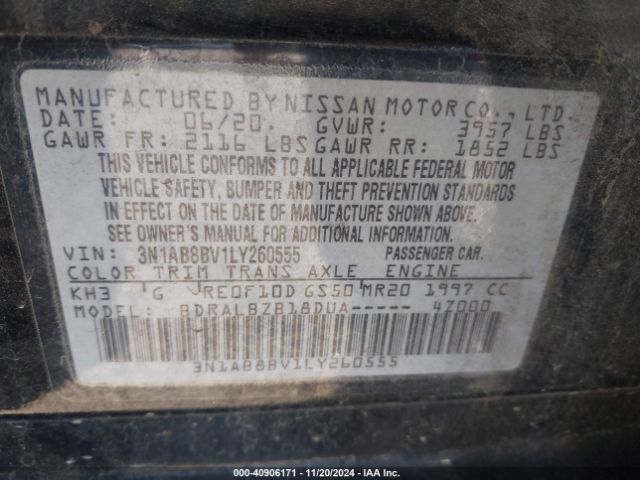 MANUFACTURED BY NISSAN MOTOR CO., LTD.
DATE: 06/20. GVWR: 3957 LBS
GAWR FR: 2116 LBS GAWR RR: 1852 LBS
THIS VEHICLE CONFORMS TO ALL APPLICABLE FEDERAL MOTOR
VEHICLE SAFETY, BUMPER AND THEFT PREVENTION STANDARDS
IN EFFECT ON THE DATE OF MANUFACTURE SHOWN ABOVE.
SEE OWNER'S MANUAL FOR ADDITIONAL INFORMATION.
VIN: 3N1AB8BV1LY260555 PASSENGER CAR.
COLOR TRIM TRANS AXLE ENGINE
KH3 G RE0F10D GS50 MR20 1997 CC
MODEL: BDRALBZB18DUA----- 4Z000
3N1AB8BV1LY260555
000-40906171 - 11/20/2024 - IAA Inc.